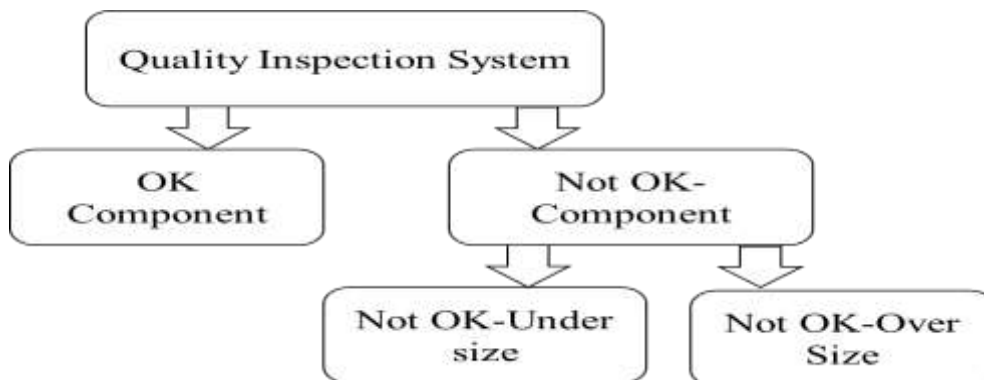 Quality Inspection System
OK
Component
Not OK-
Component
Not OK-Under
size
Not OK-Over
Size